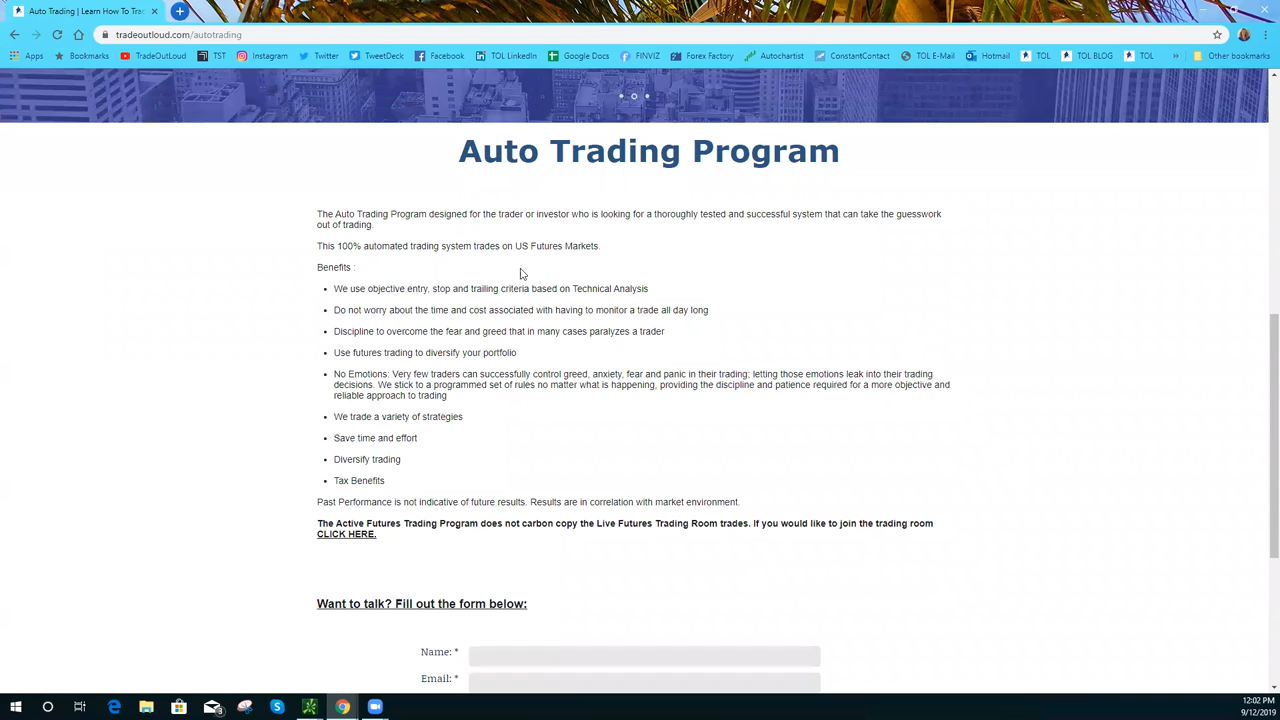 Auto Trading | Learn How To Tra
tradeoutloud.com/autotrading
Apps Bookmarks TradeOutLoud TST Instagram Twitter TweetDeck Facebook TOL LinkedIn Google Docs FINVIZ Forex Factory Autochartist ConstantContact TOL E-Mail Hotmail TOL TOL BLOG TOL » Other bookmarks
Auto Trading Program
The Auto Trading Program designed for the trader or investor who is looking for a thoroughly tested and successful system that can take the guesswork
out of trading.
This 100% automated trading system trades on US Futures Markets.
Benefits :
• We use objective entry, stop and trailing criteria based on Technical Analysis
• Do not worry about the time and cost associated with having to monitor a trade all day long
• Discipline to overcome the fear and greed that in many cases paralyzes a trader
• Use futures trading to diversify your portfolio
• No Emotions: Very few traders can successfully control greed, anxiety, fear and panic in their trading; letting those emotions leak into their trading
decisions. We stick to a programmed set of rules no matter what is happening, providing the discipline and patience required for a more objective and
reliable approach to trading
• We trade a variety of strategies
• Save time and effort
• Diversify trading
• Tax Benefits
Past Performance is not indicative of future results. Results are in correlation with market environment.
The Active Futures Trading Program does not carbon copy the Live Futures Trading Room trades. If you would like to join the trading room
CLICK HERE.
Want to talk? Fill out the form below:
Name: *
Email: *
3
12:02 PM
9/12/2019